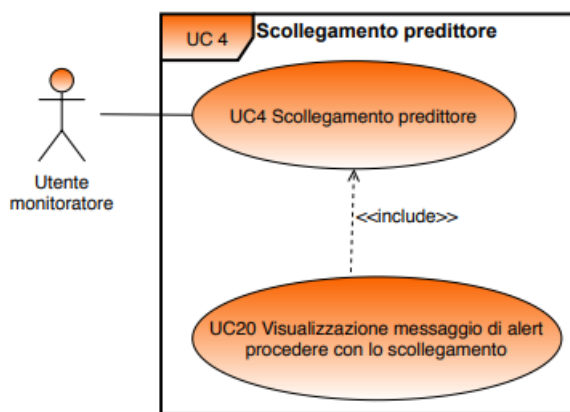 UC 4
Scollegamento predittore
UC4 Scollegamento predittore
Utente
monitoratore
<<include>>
UC20 Visualizzazione messaggio di alert
procedere con lo scollegamento